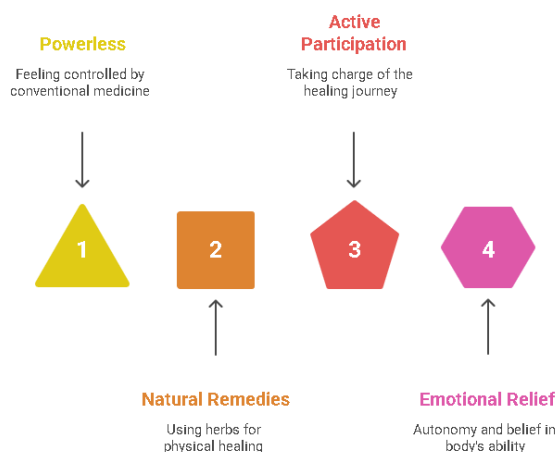 Powerless
Feeling controlled by
conventional medicine
Active
Participation
Taking charge of the
healing journey
1
2
3
4
Natural Remedies
Using herbs for
physical healing
Emotional Relief
Autonomy and belief in
body's ability